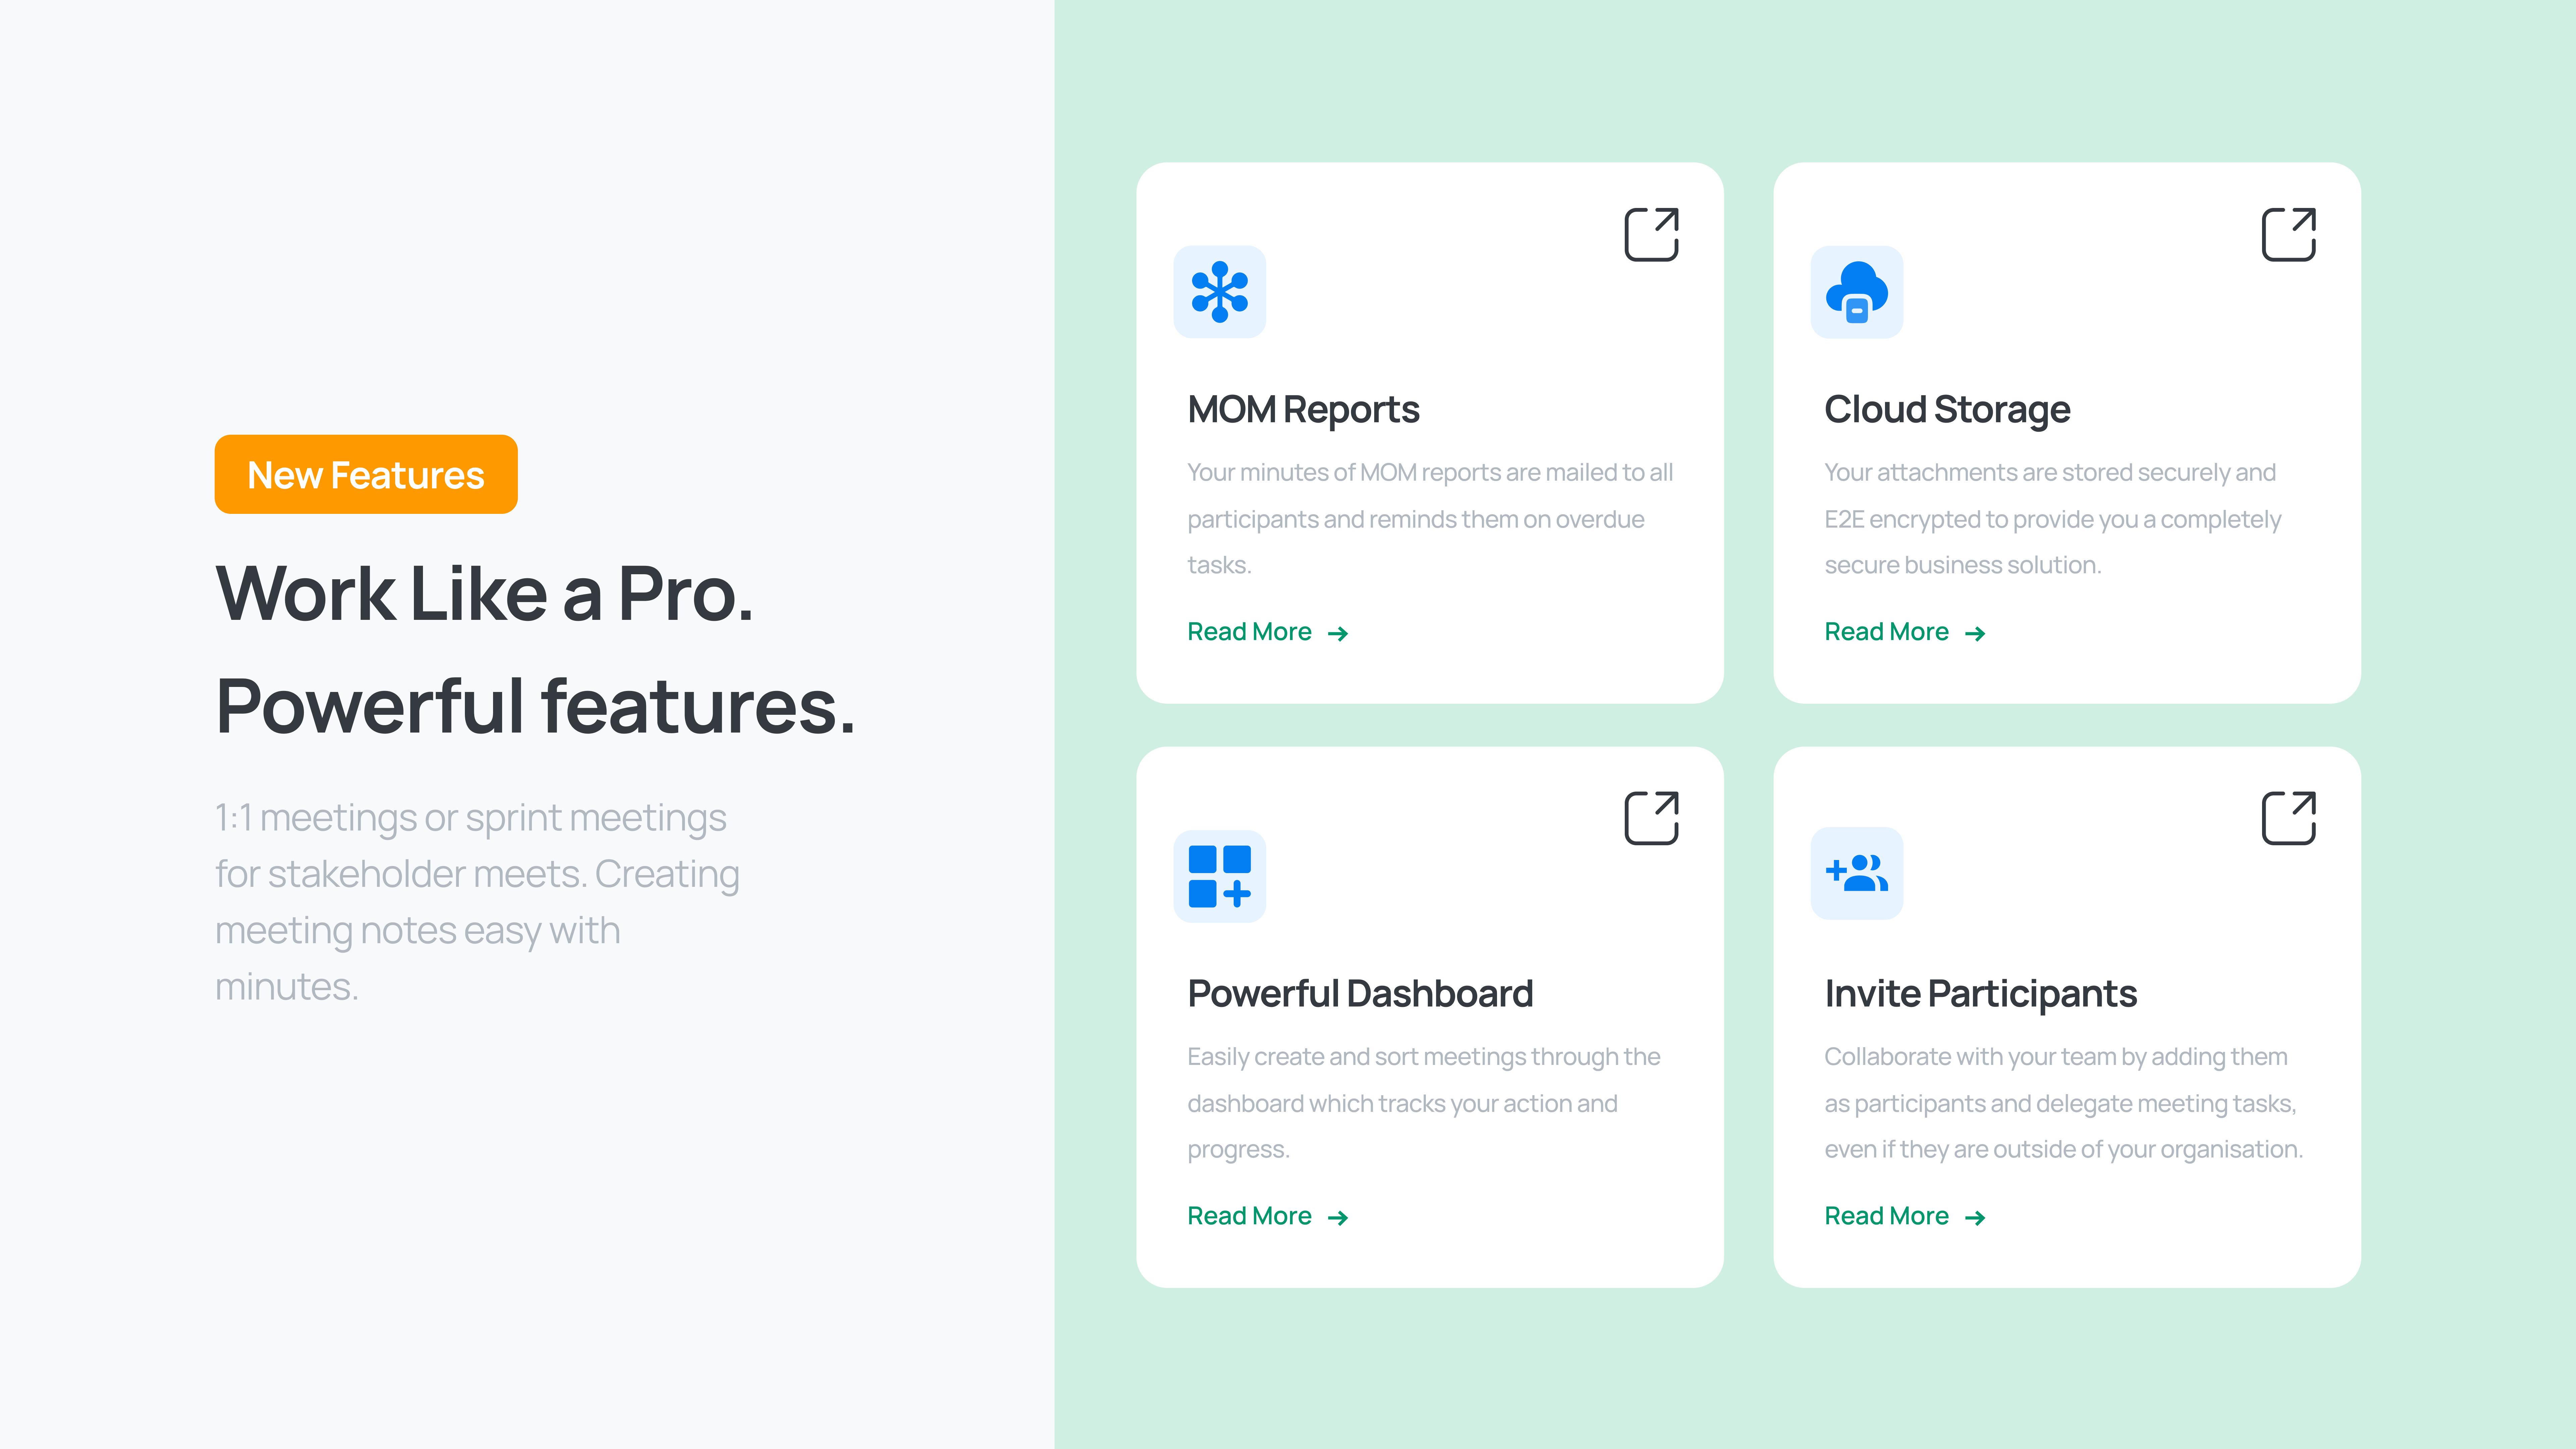 New Features
Work Like a Pro.
Powerful features.
1:1 meetings or sprint meetings
for stakeholder meets. Creating
meeting notes easy with
minutes.
MOM Reports
Your minutes of MOM reports are mailed to all
participants and reminds them on overdue
tasks.
Read More
Cloud Storage
Your attachments are stored securely and
E2E encrypted to provide you a completely
secure business solution.
Read More
Powerful Dashboard
Easily create and sort meetings through the
dashboard which tracks your action and
progress.
Read More
Invite Participants
Collaborate with your team by adding them
as participants and delegate meeting tasks,
even if they are outside of your organisation.
Read More